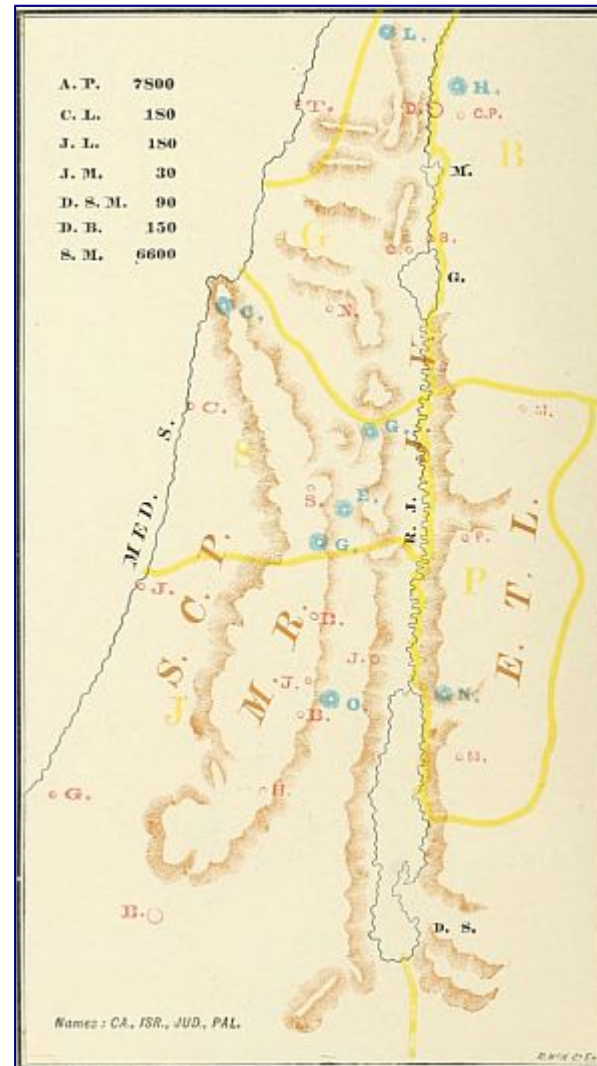 A. P. 7800
C. L. 180
J. L. 180
J. M. 30
D. S. M. 90
D. B. 150
S. M. 6600
L.
H.
T.
D.
C.P.
B
M.
G
C.
B.
G.
C.
N.
C.
S
MED. S.
G.
M.
J. V.
S.
E.
R. J.
G.
P.
P
E. T. L.
J.
S. C. P.
M. R.
J
B.
J.
J.
B.
O.
N.
M.
G.
H.
B.
D. S.
Names: CA., ISR., JUD., PAL.